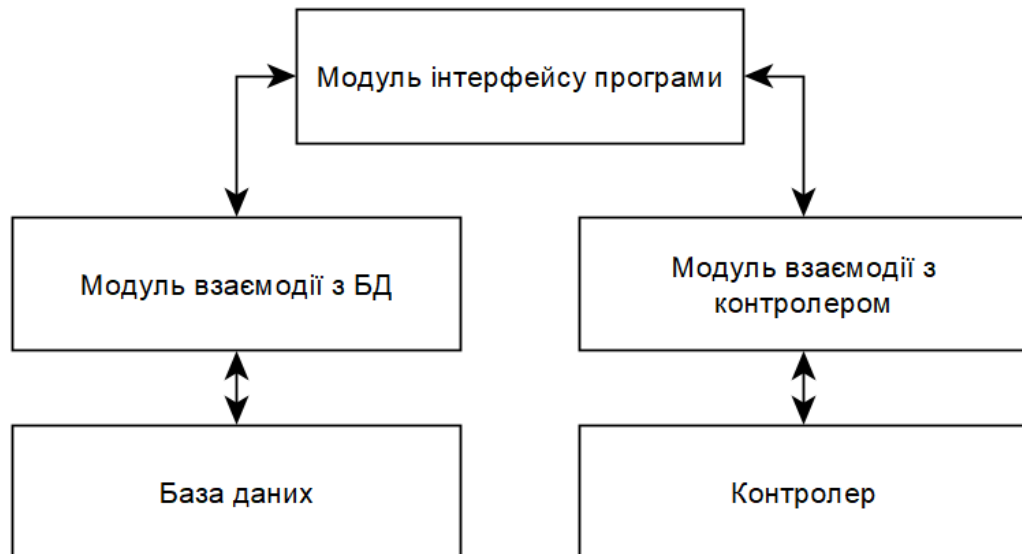 Модуль інтерфейсу програми
Модуль взаємодії з БД
Модуль взаємодії з
контролером
База даних
Контролер